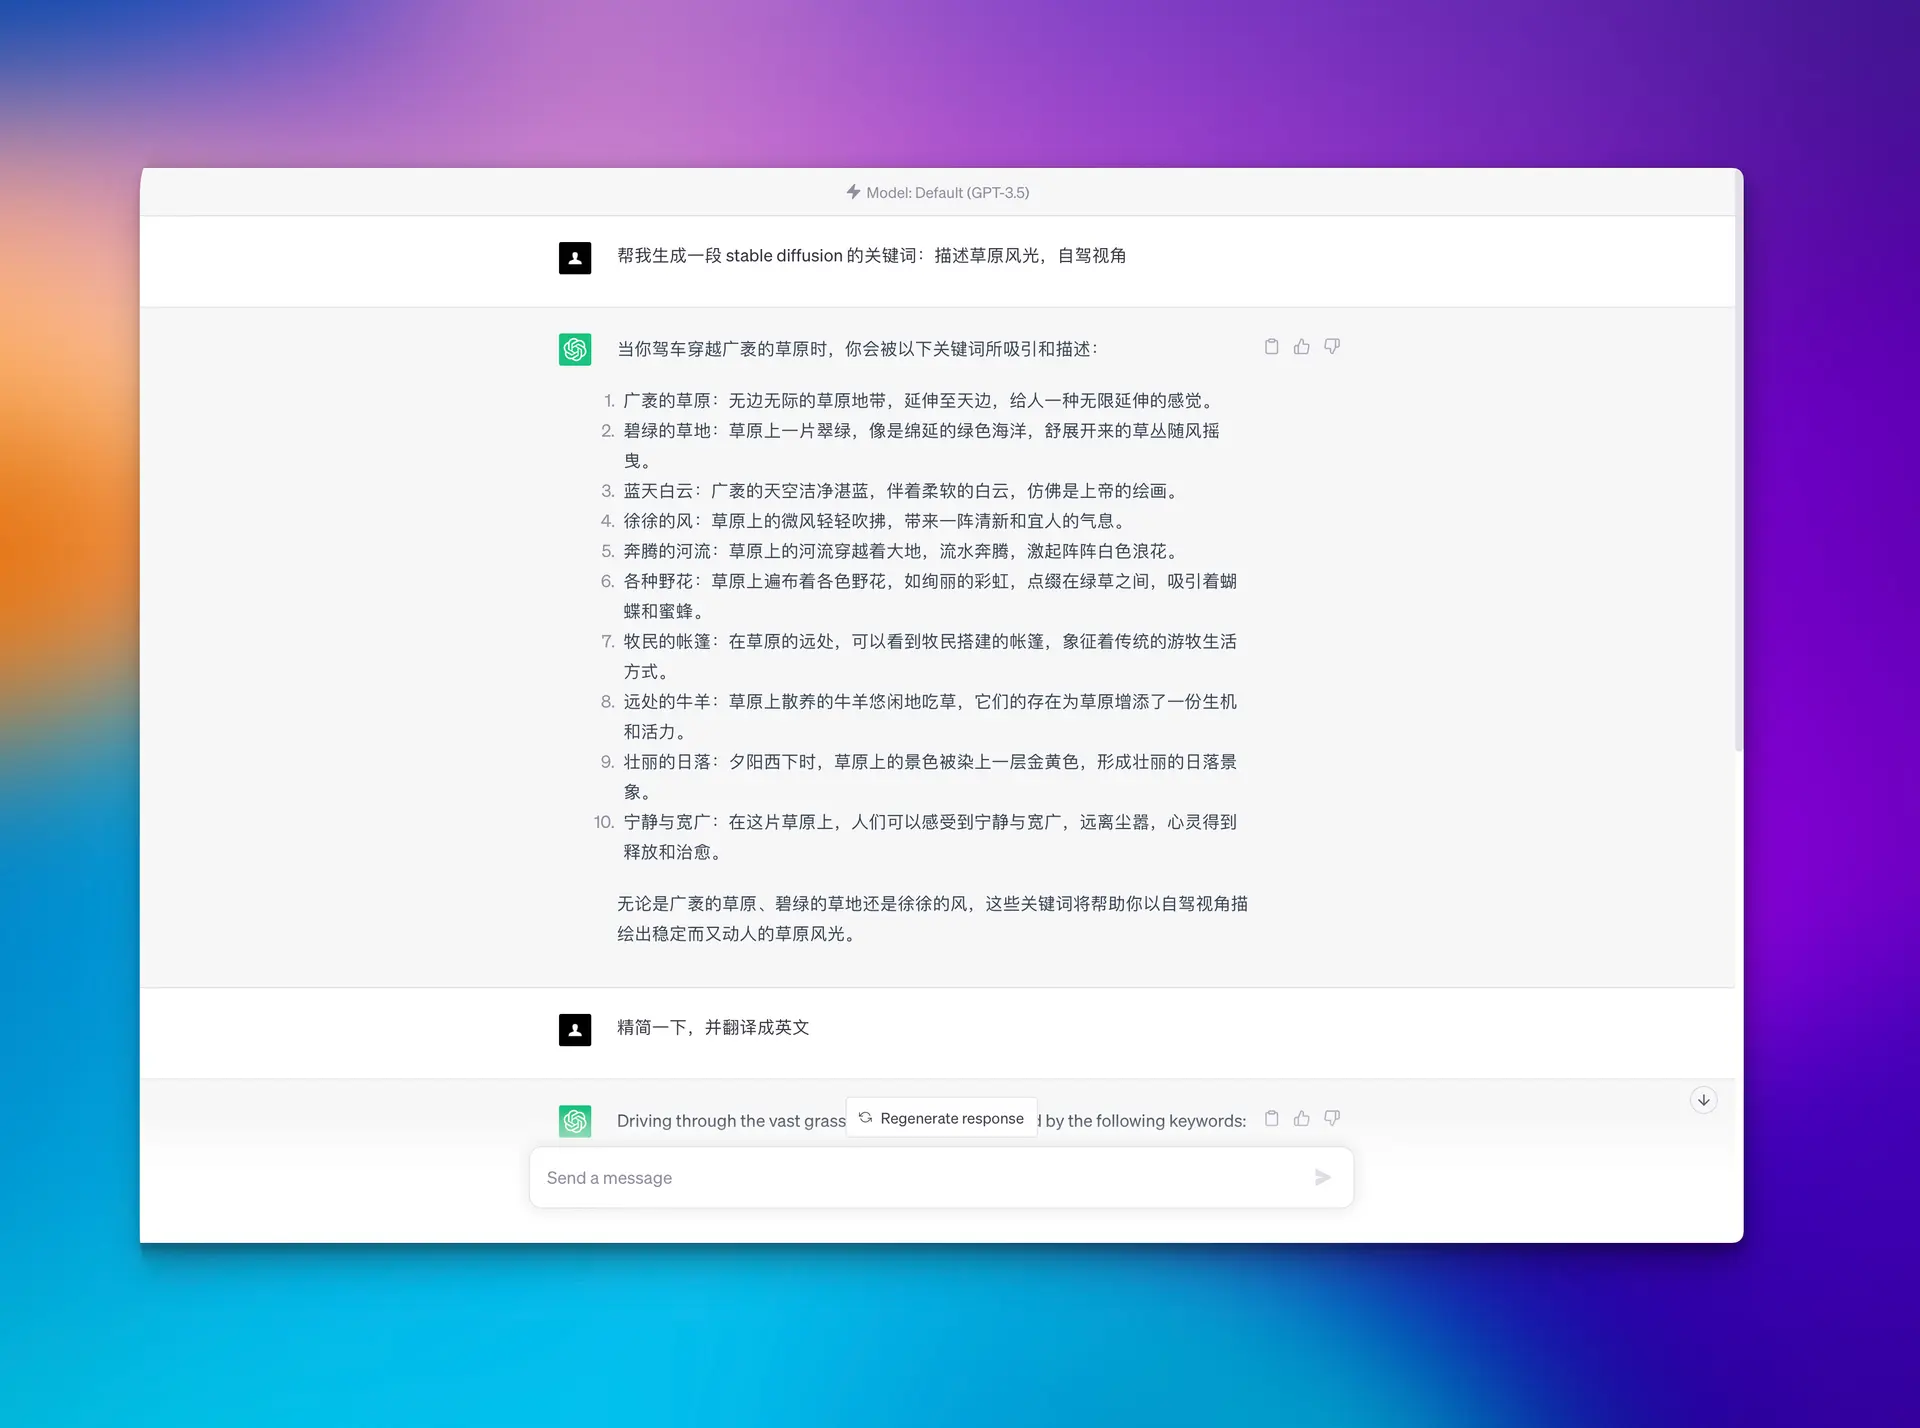 Model: Default (GPT-3.5)
帮我生成一段 stable diffusion 的关键词：描述草原风光，自驾视角
当你驾车穿越广袤的草原时，你会被以下关键词所吸引和描述：
1. 广袤的草原：无边无际的草原地带，延伸至天边，给人一种无限延伸的感觉。
2. 碧绿的草地：草原上一片翠绿，像是绵延的绿色海洋，舒展开来的草丛随风摇
曳。
3. 蓝天白云：广袤的天空洁净湛蓝，伴着柔软的白云，仿佛是上帝的绘画。
4. 徐徐的风：草原上的微风轻轻吹拂，带来一阵清新和宜人的气息。
5. 奔腾的河流：草原上的河流穿越着大地，流水奔腾，激起阵阵白色浪花。
6. 各种野花：草原上遍布着各色野花，如绚丽的彩虹，点缀在绿草之间，吸引着蝴
蝶和蜜蜂。
7. 牧民的帐篷：在草原的远处，可以看到牧民搭建的帐篷，象征着传统的游牧生活
方式。
8. 远处的牛羊：草原上散养的牛羊悠闲地吃草，它们的存在为草原增添了一份生机
和活力。
9. 壮丽的日落：夕阳西下时，草原上的景色被染上一层金黄色，形成壮丽的日落景
象。
10. 宁静与宽广：在这片草原上，人们可以感受到宁静与宽广，远离尘嚣，心灵得到
释放和治愈。
无论是广袤的草原、碧绿的草地还是徐徐的风，这些关键词将帮助你以自驾视角描
绘出稳定而又动人的草原风光。
精简一下，并翻译成英文
Driving through the vast grass
Regenerate response
by the following keywords:
Send a message